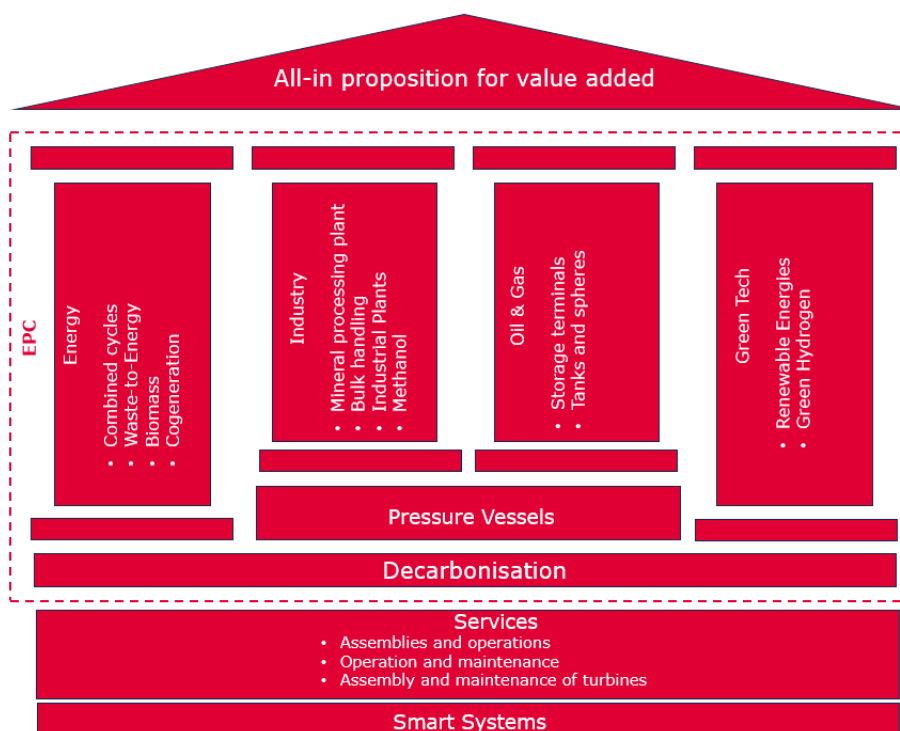 All-in proposition for value added
EPC
Energy
• Combined cycles
• Waste-to-Energy
• Biomass
• Cogeneration
Industry
• Mineral processing plant
• Bulk handling
• Industrial Plants
• Methanol
Oil & Gas
• Storage terminals
• Tanks and spheres
Green Tech
• Renewable Energies
• Green Hydrogen
Pressure Vessels
Decarbonisation
Services
• Assemblies and operations
• Operation and maintenance
• Assembly and maintenance of turbines
Smart Systems